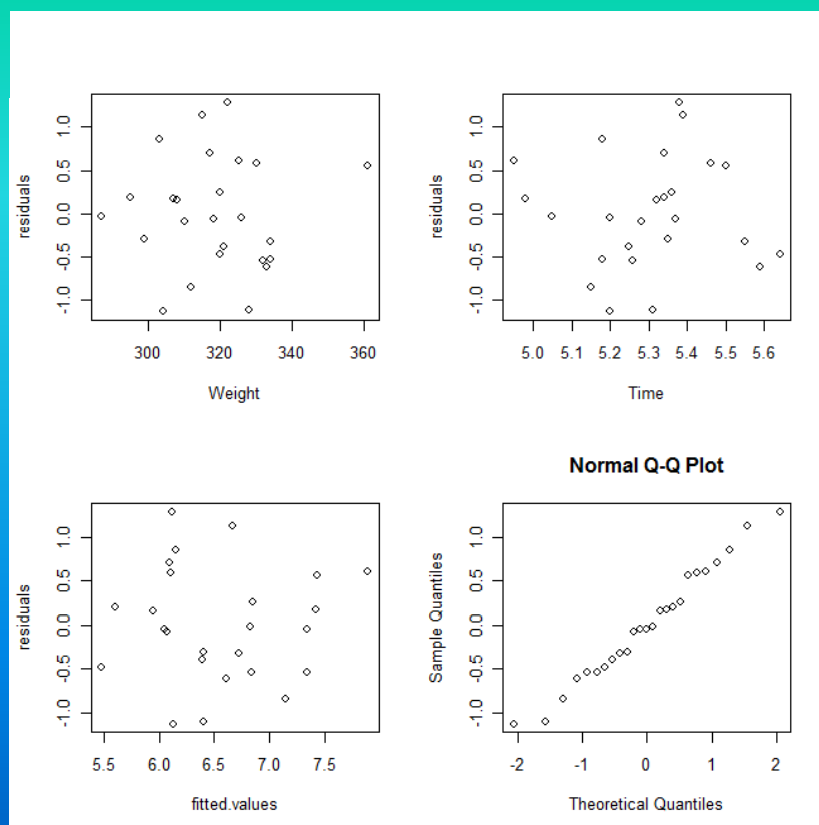 residuals
1.0
0.5
0.0
-0.5
-1.0
300 320 340 360
Weight
residuals
1.0
0.5
0.0
-0.5
-1.0
5.0 5.1 5.2 5.3 5.4 5.5 5.6
Time
residuals
1.0
0.5
0.0
-0.5
-1.0
5.5 6.0 6.5 7.0 7.5
fitted.values
Normal Q-Q Plot
Sample Quantiles
1.0
0.5
0.0
-0.5
-1.0
-2 -1 0 1 2
Theoretical Quantiles